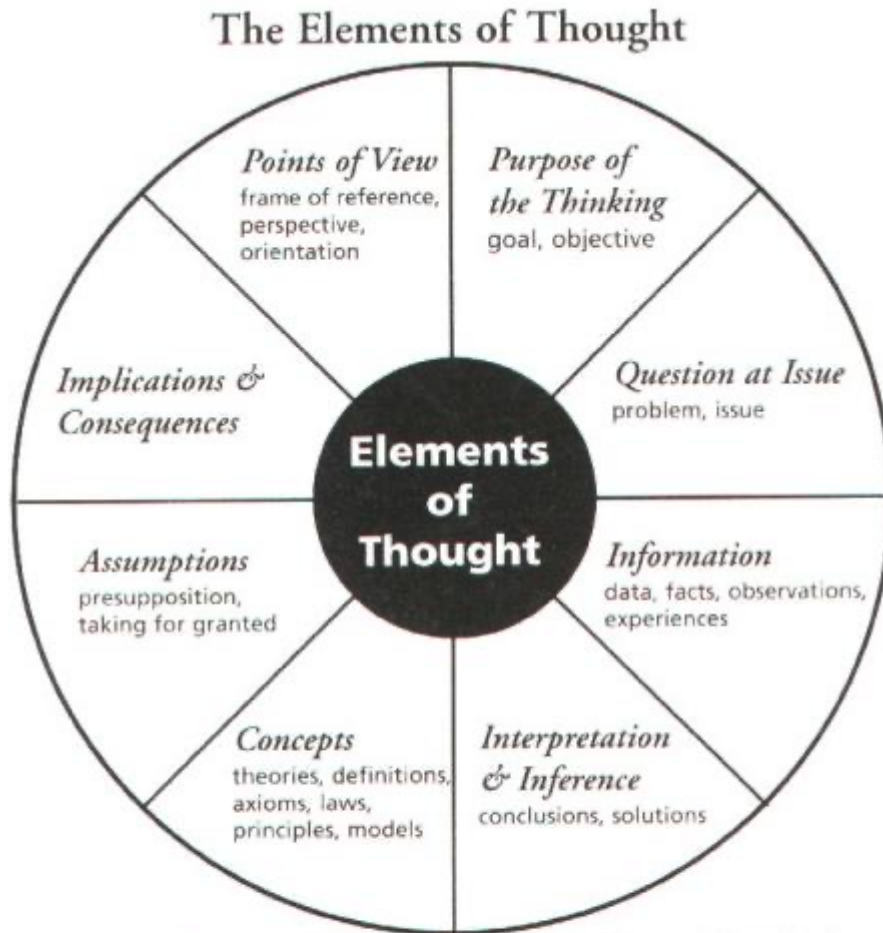 The Elements of Thought
Points of View
frame of reference,
perspective,
orientation
Purpose of
the Thinking
goal, objective
Question at Issue
problem, issue
Information
data, facts, observations,
experiences
Interpretation
& Inference
conclusions, solutions
Concepts
theories, definitions,
axioms, laws,
principles, models
Assumptions
presupposition,
taking for granted
Implications &
Consequences
Elements
of
Thought